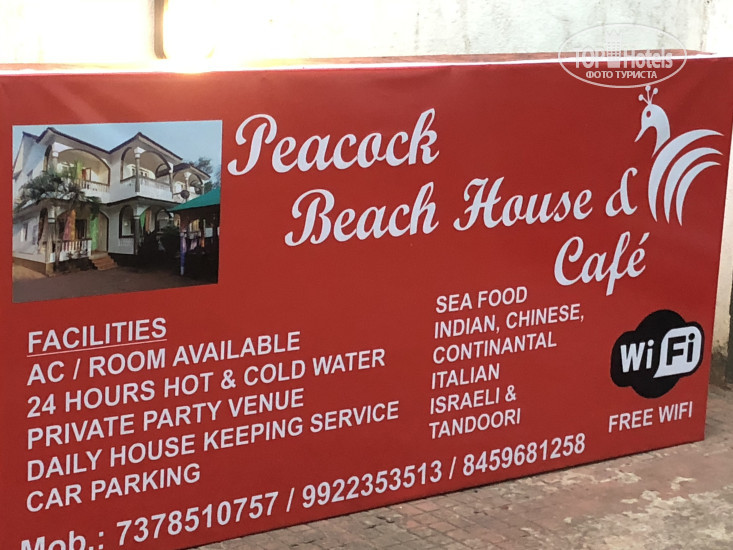 TOPHotels
ФОТО ТУРИСТА
Peacock
Beach House &
Café
FACILITIES
AC / ROOM AVAILABLE
24 HOURS HOT & COLD WATER
PRIVATE PARTY VENUE
DAILY HOUSE KEEPING SERVICE
CAR PARKING
SEA FOOD
INDIAN, CHINESE,
CONTINANTAL
ITALIAN
ISRAELI &
TANDOORI
WiFi
FREE WIFI
Mob.: 7378510757 / 9922353513 / 8459681258